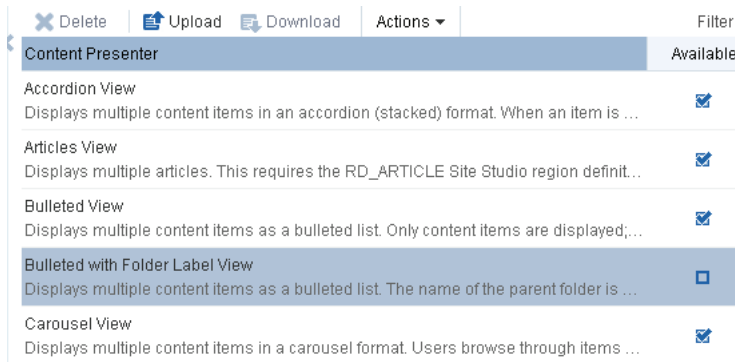 Delete Upload Download Actions Filter
Content Presenter Available
Accordion View
Displays multiple content items in an accordion (stacked) format. When an item is ...
Articles View
Displays multiple articles. This requires the RD_ARTICLE Site Studio region definit...
Bulleted View
Displays multiple content items as a bulleted list. Only content items are displayed;...
Bulleted with Folder Label View
Displays multiple content items as a bulleted list. The name of the parent folder is ...
Carousel View
Displays multiple content items in a carousel format. Users browse through items ...